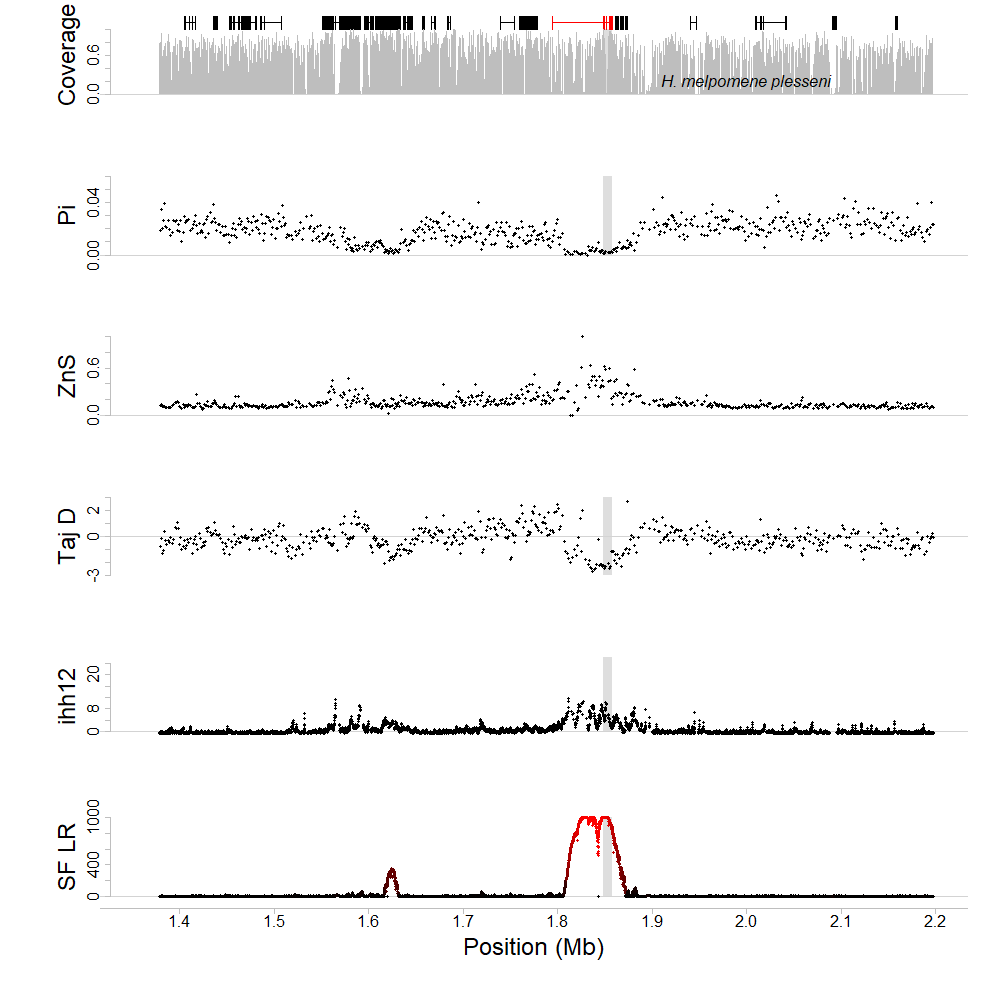 Coverage
0.0 0.6
H. melpomene plesseni
Pi
0.00 0.04
ZnS
0.0 0.6
Taj D
-3 0 2
ihh12
0 8 20
SF LR
0 400 1000
1.4 1.5 1.6 1.7 1.8 1.9 2.0 2.1 2.2
Position (Mb)